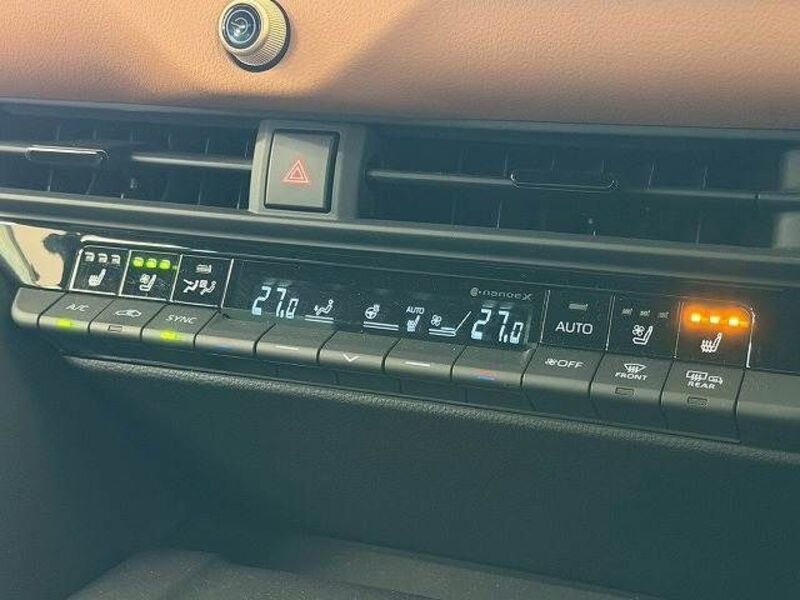 nanoeX
27.0
AUTO
27.0
AUTO
A/C
SYNC
OFF
FRONT
REAR